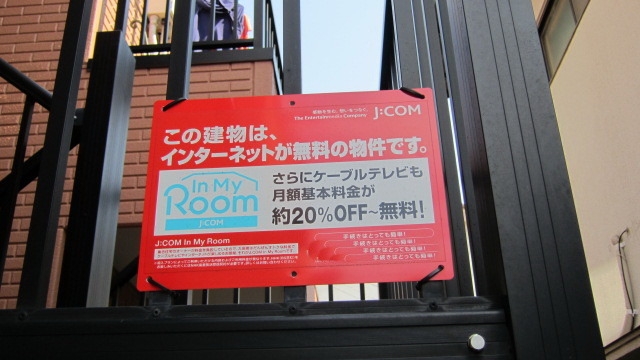 J:COM
The Entertainmedia Company
この建物は、
インターネットが無料の物件です。
In My
Room
J:COM
さらにケーブルテレビも
月額基本料金が
約20%OFF~無料!
J:COM In My Room
手続きはとっても簡単!
手続きはとっても簡単!
手続きはとっても簡単!
手続きはとっても簡単!